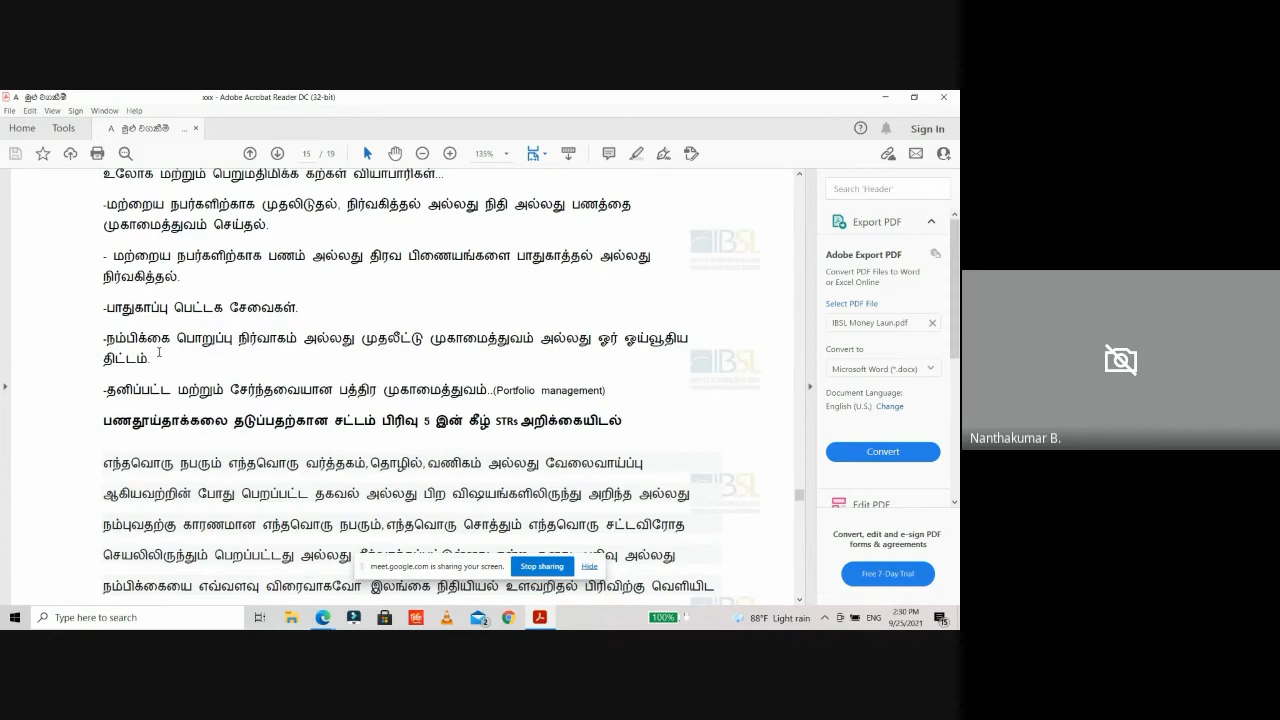 A මුළු වගකීම් xxx - Adobe Acrobat Reader DC (32-bit)
File Edit View Sign Window Help
Home Tools A මුළු වගකීම් ... ×
Sign In
15 / 19 135%
உலோக மற்றும் பெறுமதிமிக்க கற்கள் வியாபாரிகள்...
-மற்றைய நபர்களிற்காக முதலிடுதல், நிர்வகித்தல் அல்லது நிதி அல்லது பணத்தை
முகாமைத்துவம் செய்தல்.
- மற்றைய நபர்களிற்காக பணம் அல்லது திரவ பிணையங்களை பாதுகாத்தல் அல்லது
நிர்வகித்தல்.
-பாதுகாப்பு பெட்டக சேவைகள்.
-நம்பிக்கை பொறுப்பு நிர்வாகம் அல்லது முதலீட்டு முகாமைத்துவம் அல்லது ஓர் ஓய்வூதிய
திட்டம்.
-தனிப்பட்ட மற்றும் சேர்ந்தவையான பத்திர முகாமைத்துவம்..(Portfolio management)
பணதூய்தாக்கலை தடுப்பதற்கான சட்டம் பிரிவு 5 இன் கீழ் STRs அறிக்கையிடல்
எந்தவொரு நபரும் எந்தவொரு வர்த்தகம்,தொழில்,வணிகம் அல்லது வேலைவாய்ப்பு
ஆகியவற்றின் போது பெறப்பட்ட தகவல் அல்லது பிற விஷயங்களிலிருந்து அறிந்த அல்லது
நம்புவதற்கு காரணமான எந்தவொரு நபரும்,எந்தவொரு சொத்தும் எந்தவொரு சட்டவிரோத
செயலிலிருந்தும் பெறப்பட்டது அல்லது அல்லது
நம்பிக்கையை எவ்வளவு விரைவாகவோ இலங்கை நிதியியல் உளவறிதல் பிரிவிற்கு வெளியிட
IBSL
IBSL
IBSL
meet.google.com is sharing your screen. Stop sharing Hide
Search 'Header'
Export PDF
Adobe Export PDF
Convert PDF Files to Word
or Excel Online
Select PDF File
IBSL Money Laun.pdf
Convert to
Microsoft Word (*.docx)
Document Language:
English (U.S.) Change
Convert
Edit PDF
Convert, edit and e-sign PDF
forms & agreements
Free 7-Day Trial
Type here to search
100%
88°F Light rain
ENG
2:30 PM
9/25/2021
Nanthakumar B.